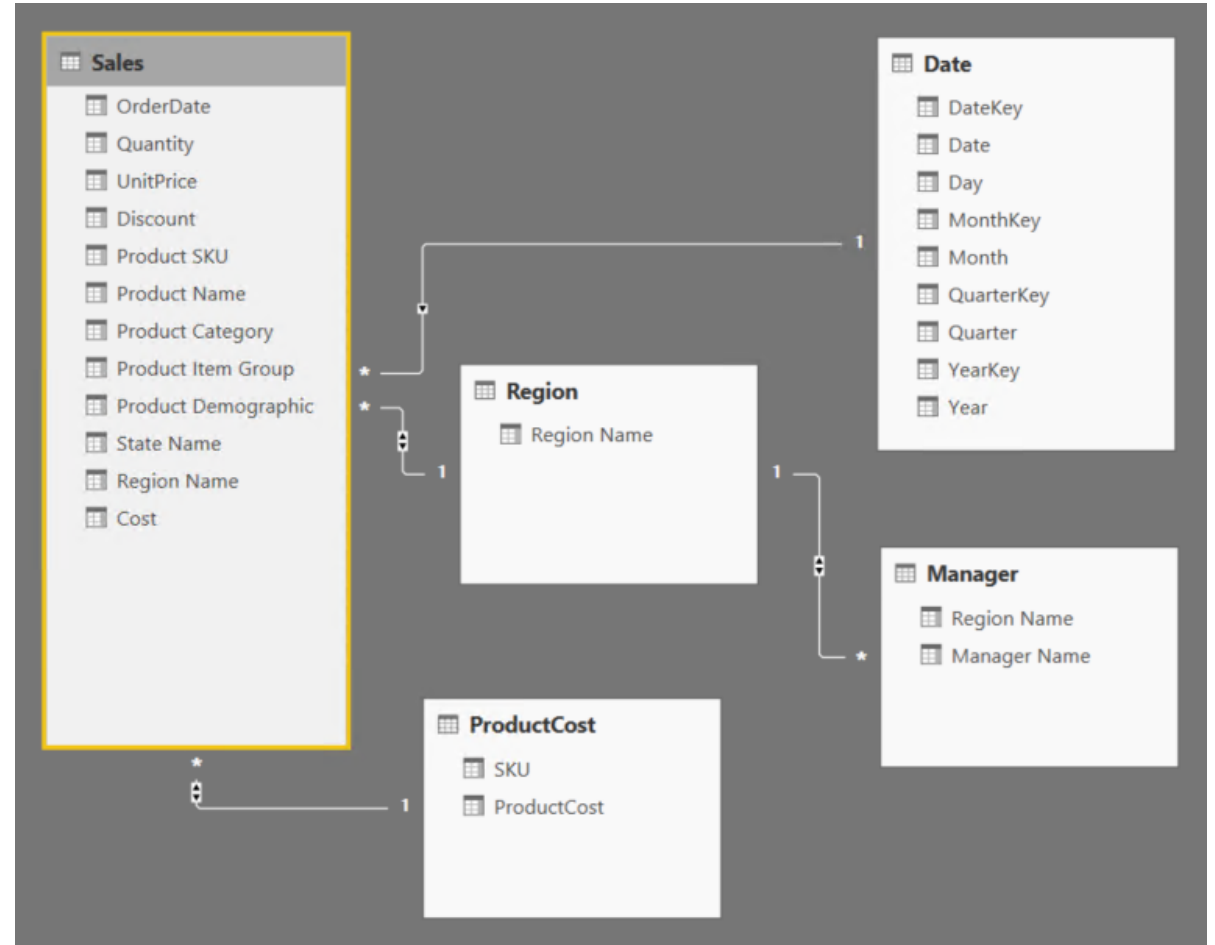 Sales
OrderDate
Quantity
UnitPrice
Discount
Product SKU
Product Name
Product Category
Product Item Group
Product Demographic
State Name
Region Name
Cost
*
*
*
1
1
Region
Region Name
1
*
Date
DateKey
Date
Day
MonthKey
Month
QuarterKey
Quarter
YearKey
Year
Manager
Region Name
Manager Name
1
ProductCost
SKU
ProductCost